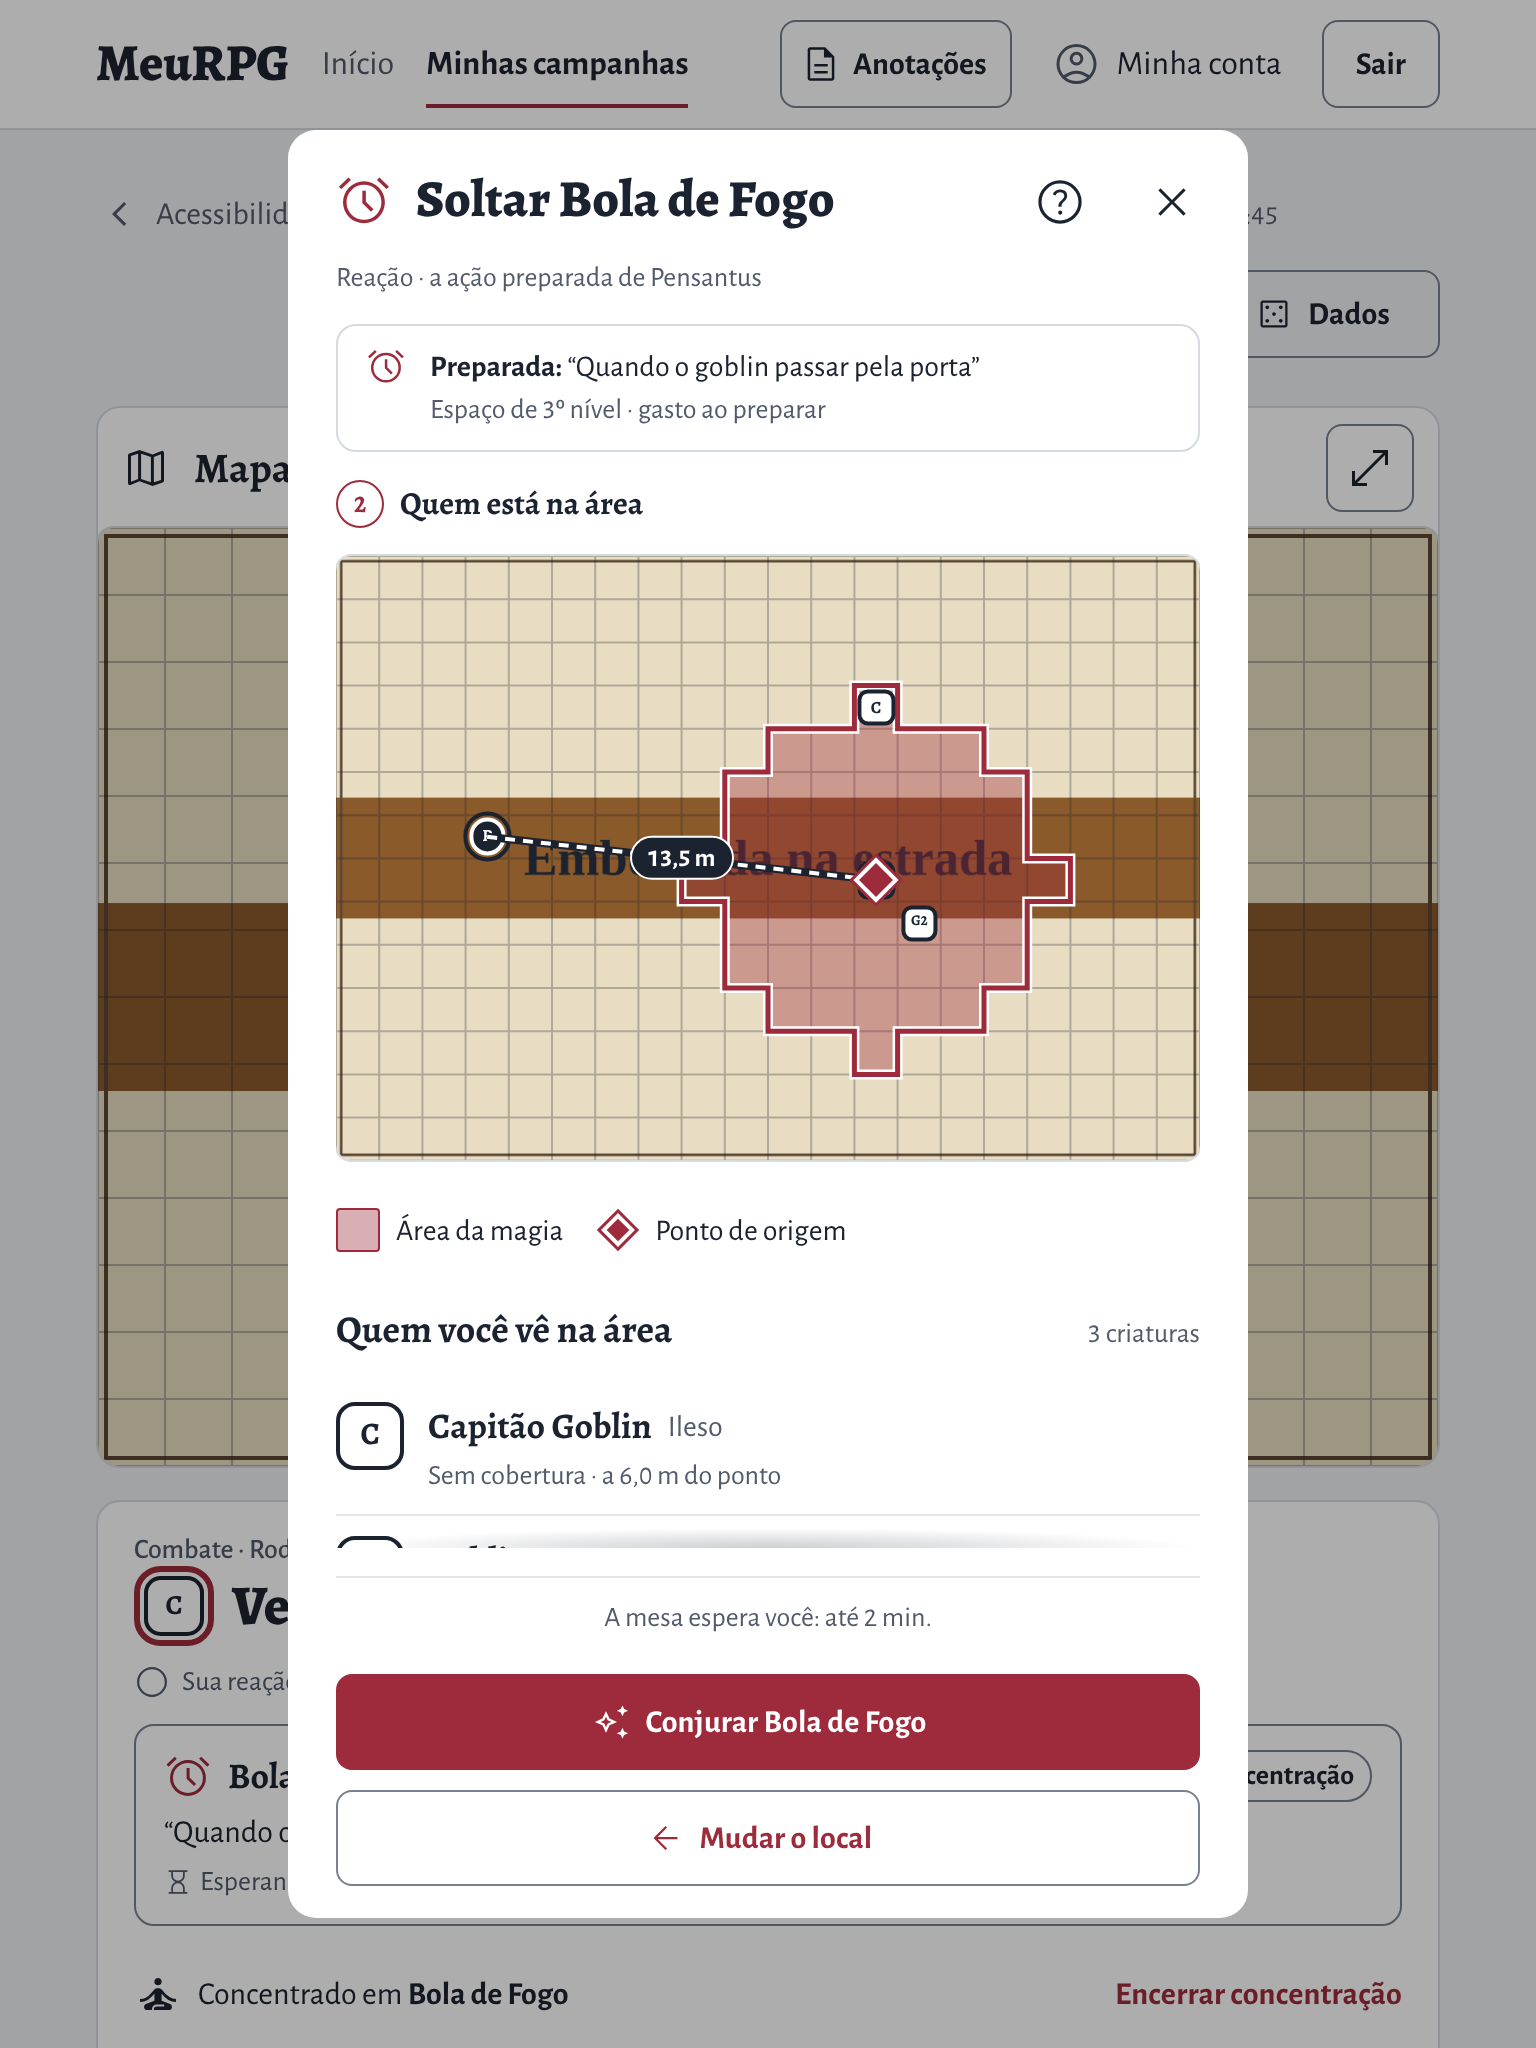 MeuRPG Início Minhas campanhas Anotações Minha conta Sair
Acessibilid :45
Soltar Bola de Fogo
Reação · a ação preparada de Pensantus
Dados
Preparada: “Quando o goblin passar pela porta”
Espaço de 3º nível · gasto ao preparar
Mapa
2 Quem está na área
C
13,5 m
Emb da na estrada
G2
Área da magia Ponto de origem
Quem você vê na área 3 criaturas
C Capitão Goblin Ileso
Sem cobertura · a 6,0 m do ponto
Combate · Rod
C Ve
A mesa espera você: até 2 min.
Sua reaçã
Conjurar Bola de Fogo
Bola centração
“Quando o
Mudar o local
Esperan
Concentrado em Bola de Fogo Encerrar concentração